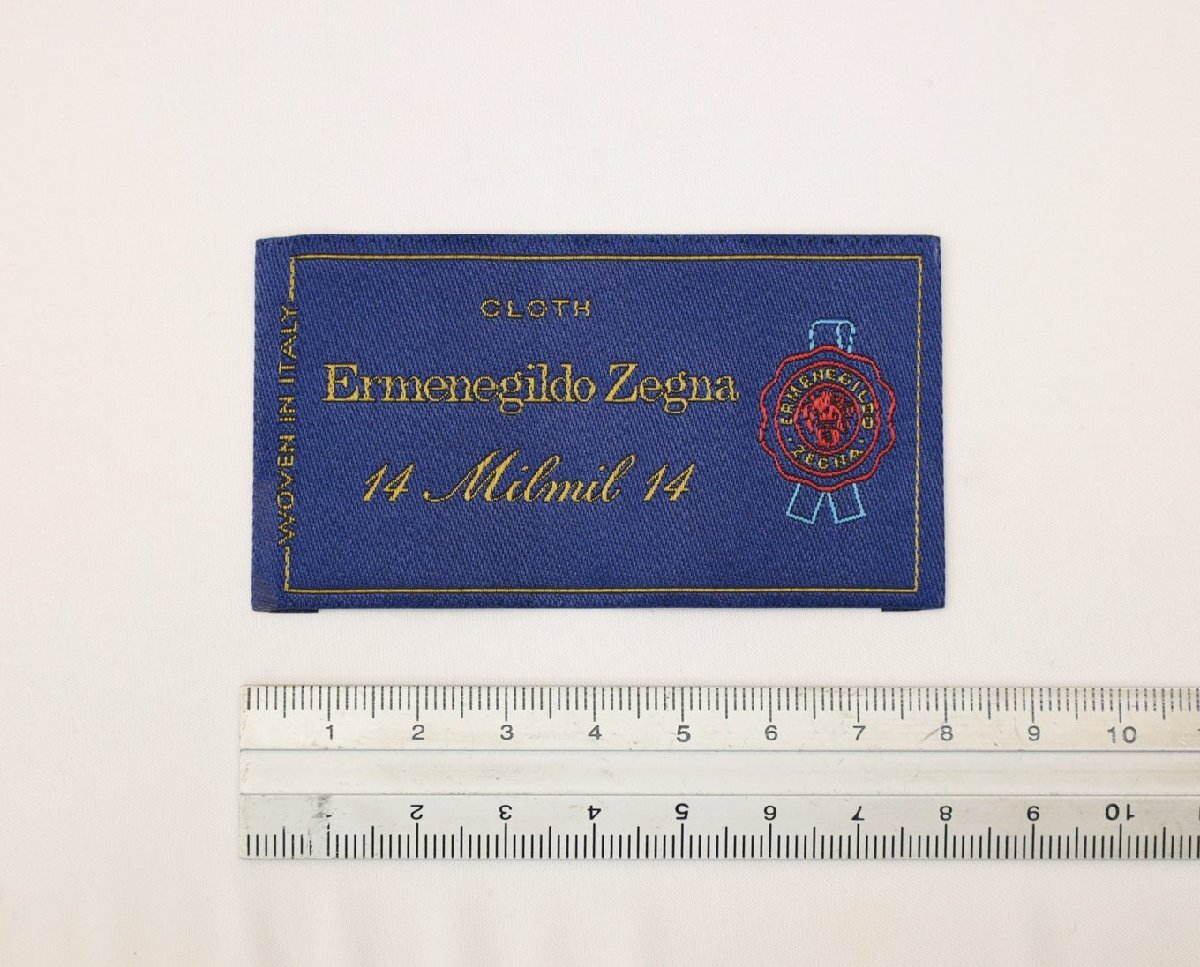 WOVEN IN ITALY
CLOTH
Ermenegildo Zegna
14 Milmil 14
ERMENEGILDO
ZEGNA
1 2 3 4 5 6 7 8 9 10
1 2 3 4 5 6 7 8 9 10